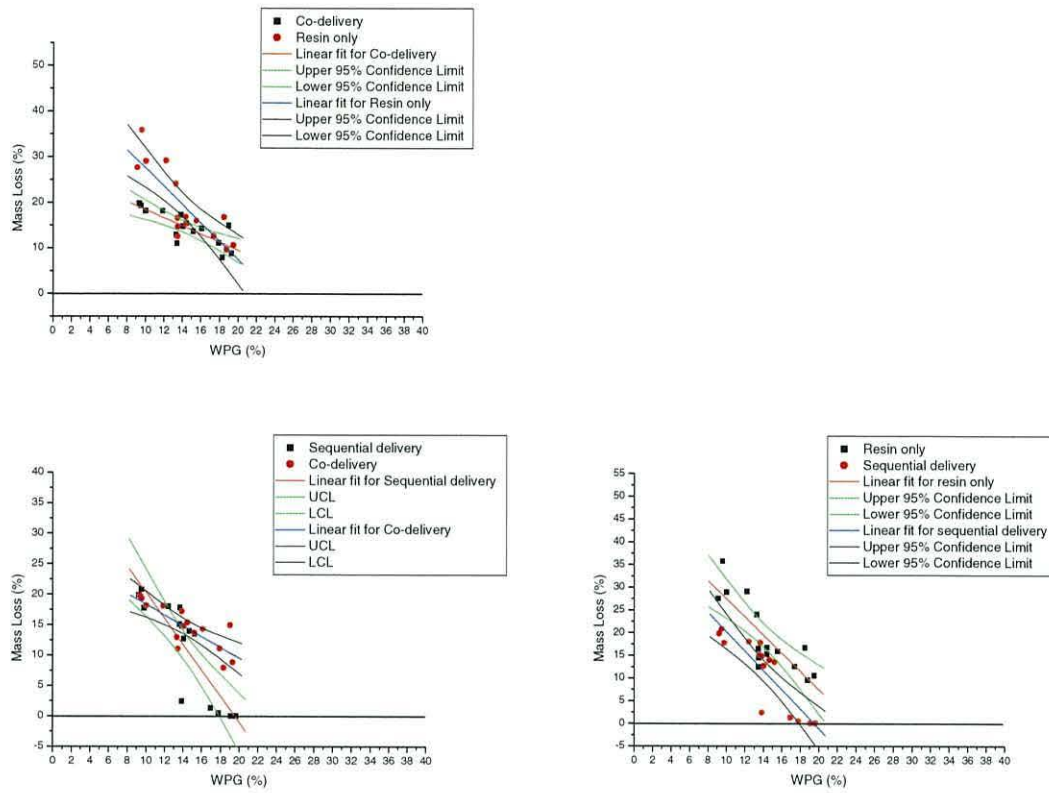 Co-delivery
Resin only
Linear fit for Co-delivery
Upper 95% Confidence Limit
Lower 95% Confidence Limit
Linear fit for Resin only
Upper 95% Confidence Limit
Lower 95% Confidence Limit
Mass Loss (%)
50
40
30
20
10
0
0 2 4 6 8 10 12 14 16 18 20 22 24 26 28 30 32 34 36 38 40
WPG (%)
Sequential delivery
Co-delivery
Linear fit for Sequential delivery
UCL
LCL
Linear fit for Co-delivery
UCL
LCL
Mass Loss (%)
40
35
30
25
20
15
10
5
0
-5
0 2 4 6 8 10 12 14 16 18 20 22 24 26 28 30 32 34 36 38 40
WPG (%)
Resin only
Sequential delivery
Linear fit for resin only
Upper 95% Confidence Limit
Lower 95% Confidence Limit
Linear fit for sequential delivery
Upper 95% Confidence Limit
Lower 95% Confidence Limit
Mass Loss (%)
55
50
45
40
35
30
25
20
15
10
5
0
-5
0 2 4 6 8 10 12 14 16 18 20 22 24 26 28 30 32 34 36 38 40
WPG (%)